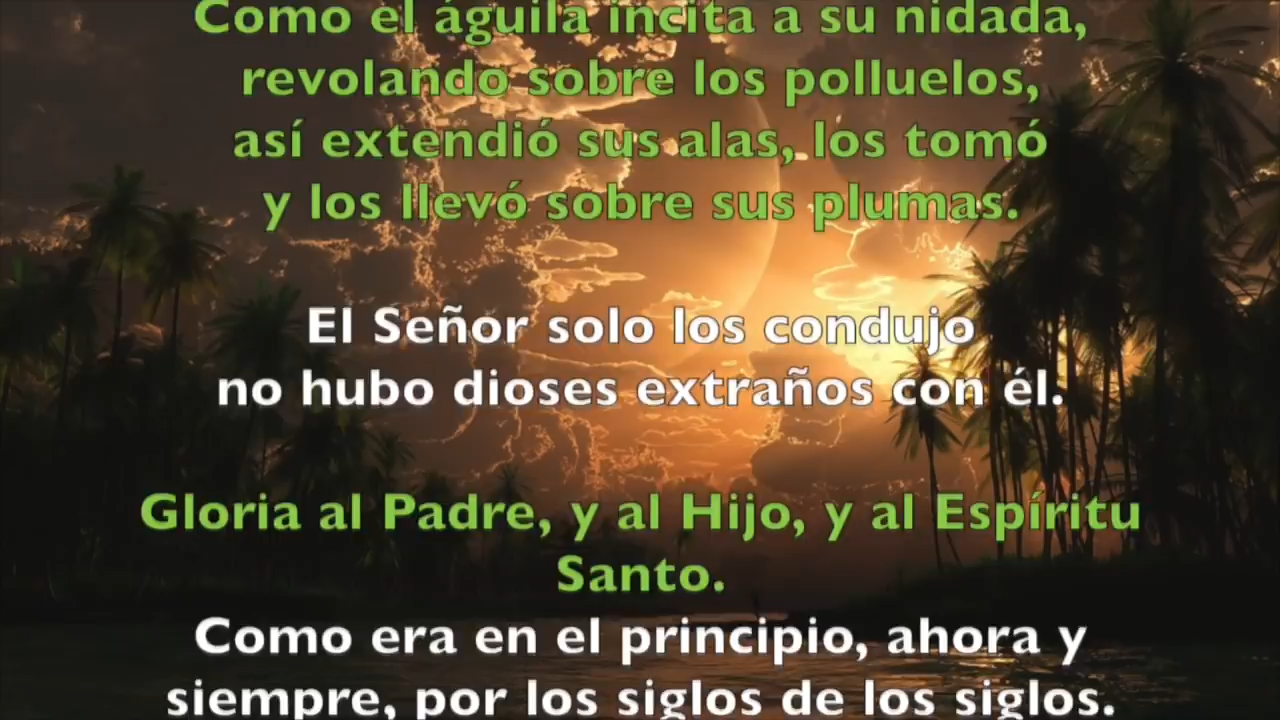 Como el águila incita a su nidada,
revolando sobre los polluelos,
así extendió sus alas, los tomó
y los llevó sobre sus plumas.
El Señor solo los condujo
no hubo dioses extraños con él.
Gloria al Padre, y al Hijo, y al Espíritu
Santo.
Como era en el principio, ahora y
siempre, por los siglos de los siglos.